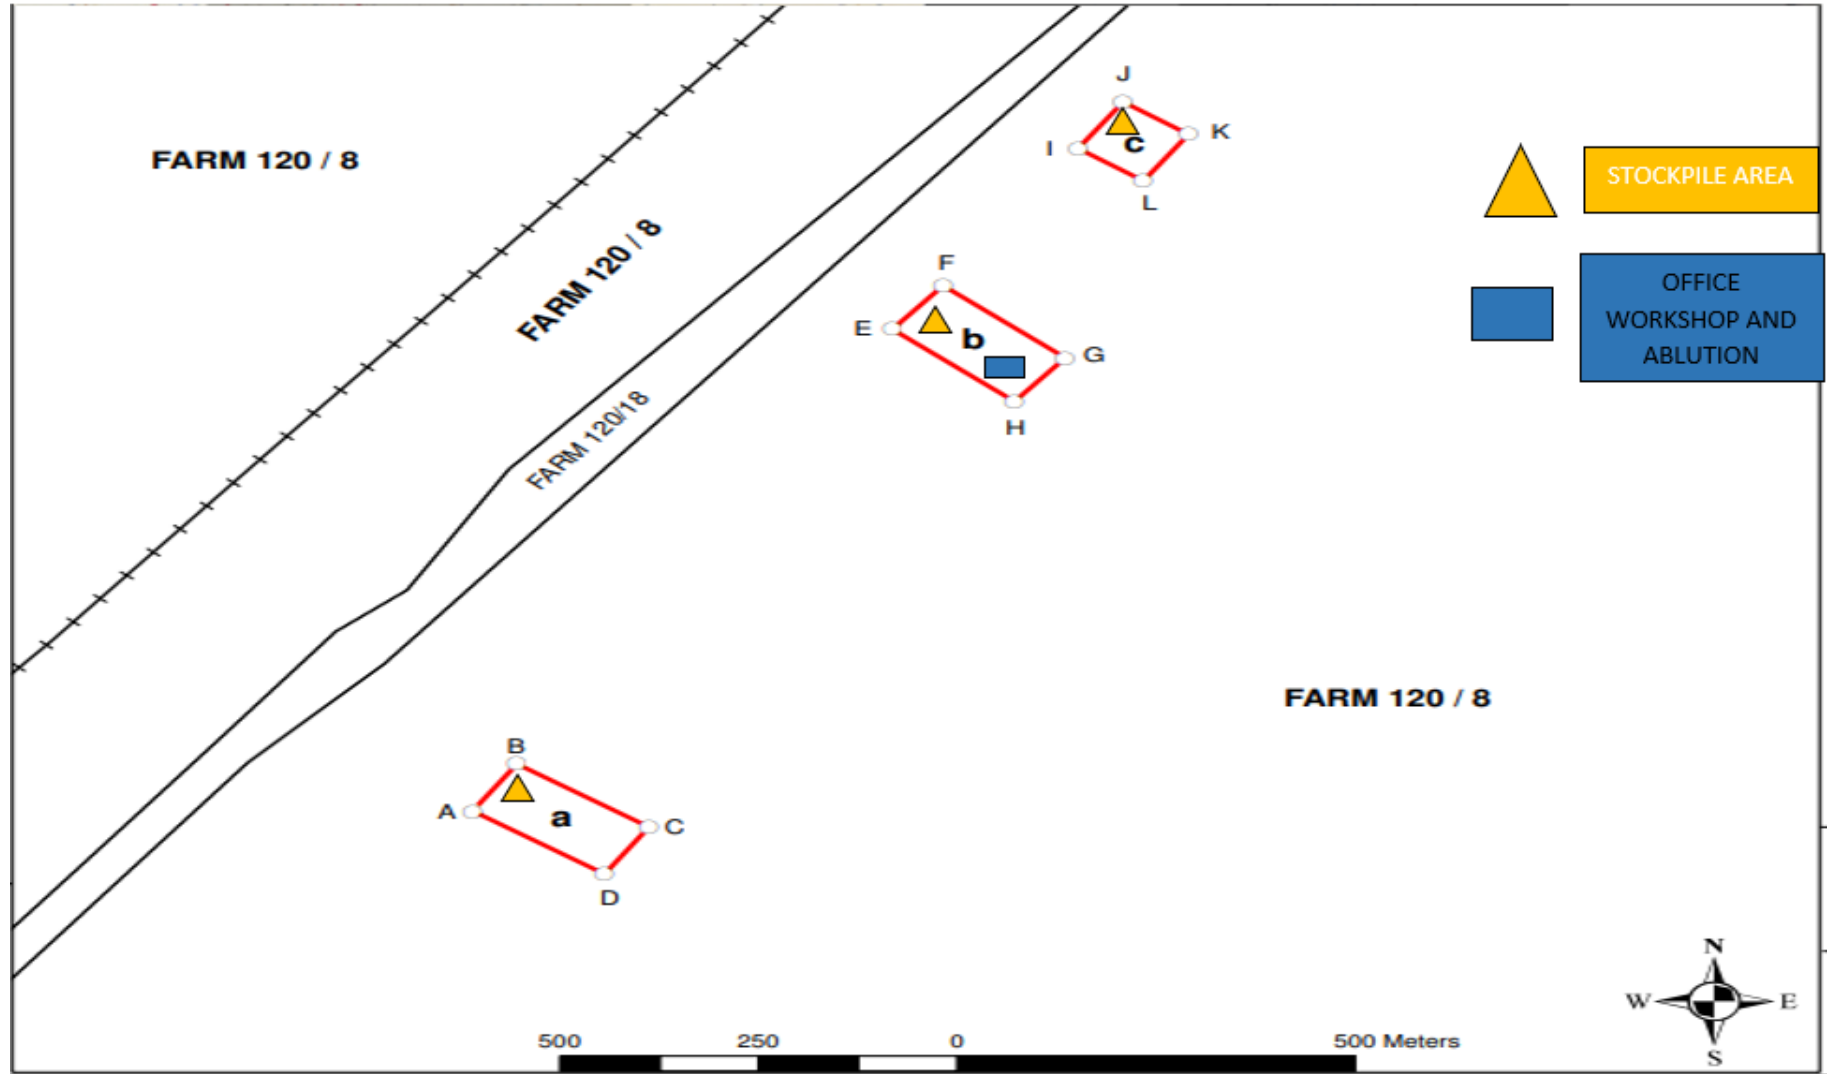 J
K
I
c
L
FARM 120 / 8
STOCKPILE AREA
FARM 120 / 8
F
E
b
G
H
OFFICE
WORKSHOP AND
ABLUTION
FARM 120/18
FARM 120 / 8
B
A
a
C
D
N
W
E
S
500 250 0 500 Meters